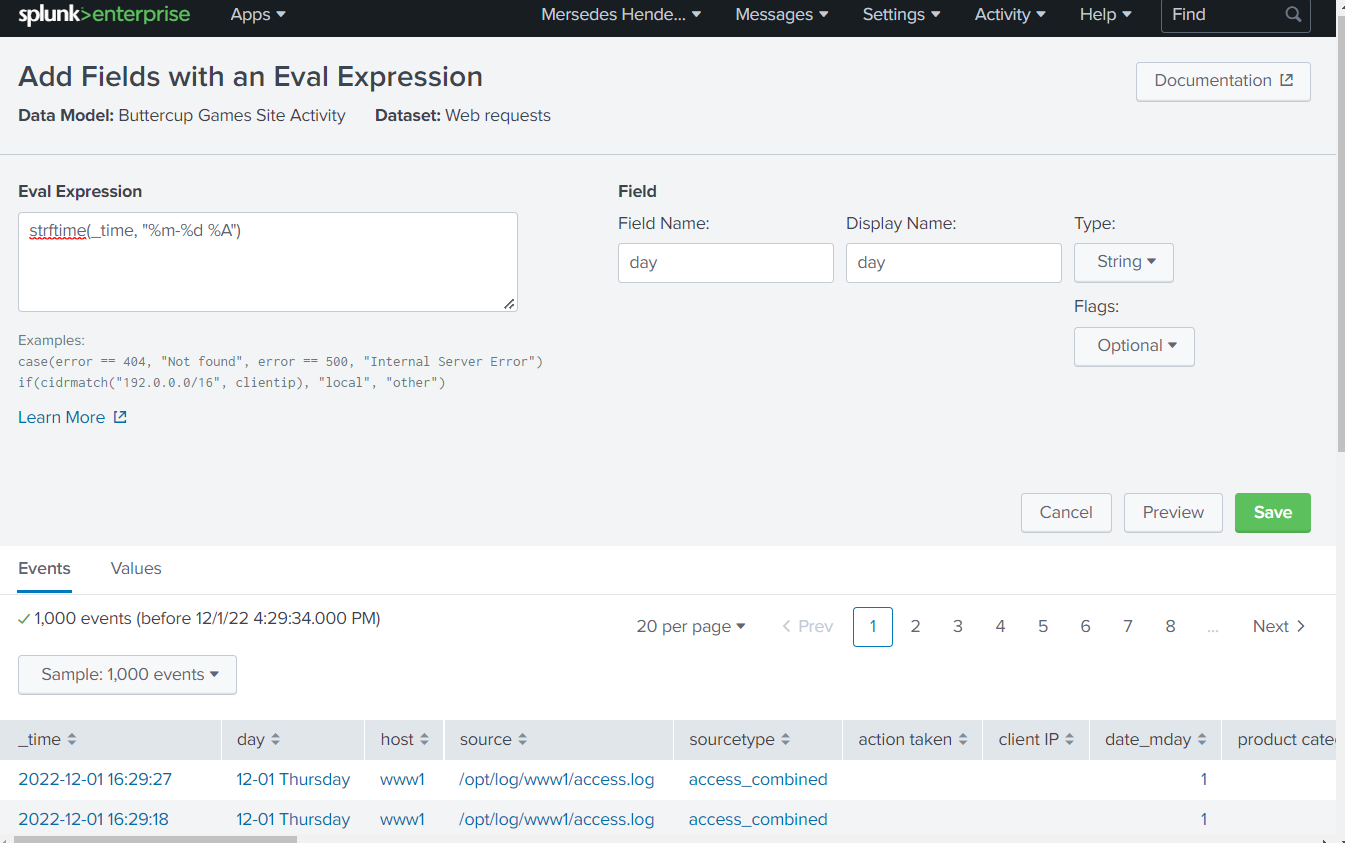 splunk>enterprise Apps Mersedes Hende... Messages Settings Activity Help Find
Add Fields with an Eval Expression
Documentation
Data Model: Buttercup Games Site Activity Dataset: Web requests
Eval Expression
strftime(_time, "%m-%d %A")
Field
Field Name: Display Name: Type:
day day String
Flags:
Optional
Examples:
case(error == 404, "Not found", error == 500, "Internal Server Error")
if(cidrmatch("192.0.0.0/16", clientip), "local", "other")
Learn More
Cancel Preview Save
Events Values
1,000 events (before 12/1/22 4:29:34.000 PM)
20 per page < Prev 1 2 3 4 5 6 7 8 ... Next >
Sample: 1,000 events
_time day host source sourcetype action taken client IP date_mday product cate
2022-12-01 16:29:27 12-01 Thursday www1 /opt/log/www1/access.log access_combined 1
2022-12-01 16:29:18 12-01 Thursday www1 /opt/log/www1/access.log access_combined 1